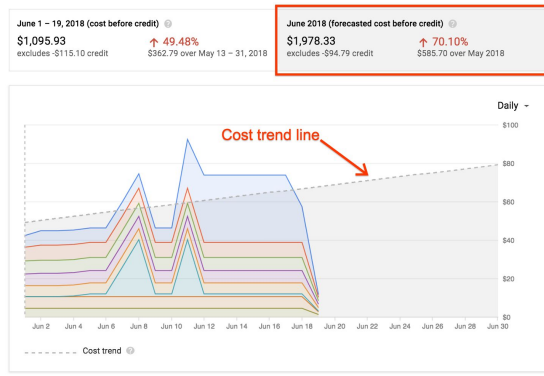 June 1 – 19, 2018 (cost before credit)
$1,095.93
↑ 49.48%
excludes -$115.10 credit
$362.79 over May 13 – 31, 2018
June 2018 (forecasted cost before credit)
$1,978.33
↑ 70.10%
excludes -$94.79 credit
$585.70 over May 2018
Daily
Cost trend line
$100
$80
$60
$40
$20
$0
Jun 2 Jun 4 Jun 6 Jun 8 Jun 10 Jun 12 Jun 14 Jun 16 Jun 18 Jun 20 Jun 22 Jun 24 Jun 26 Jun 28 Jun 30
Cost trend